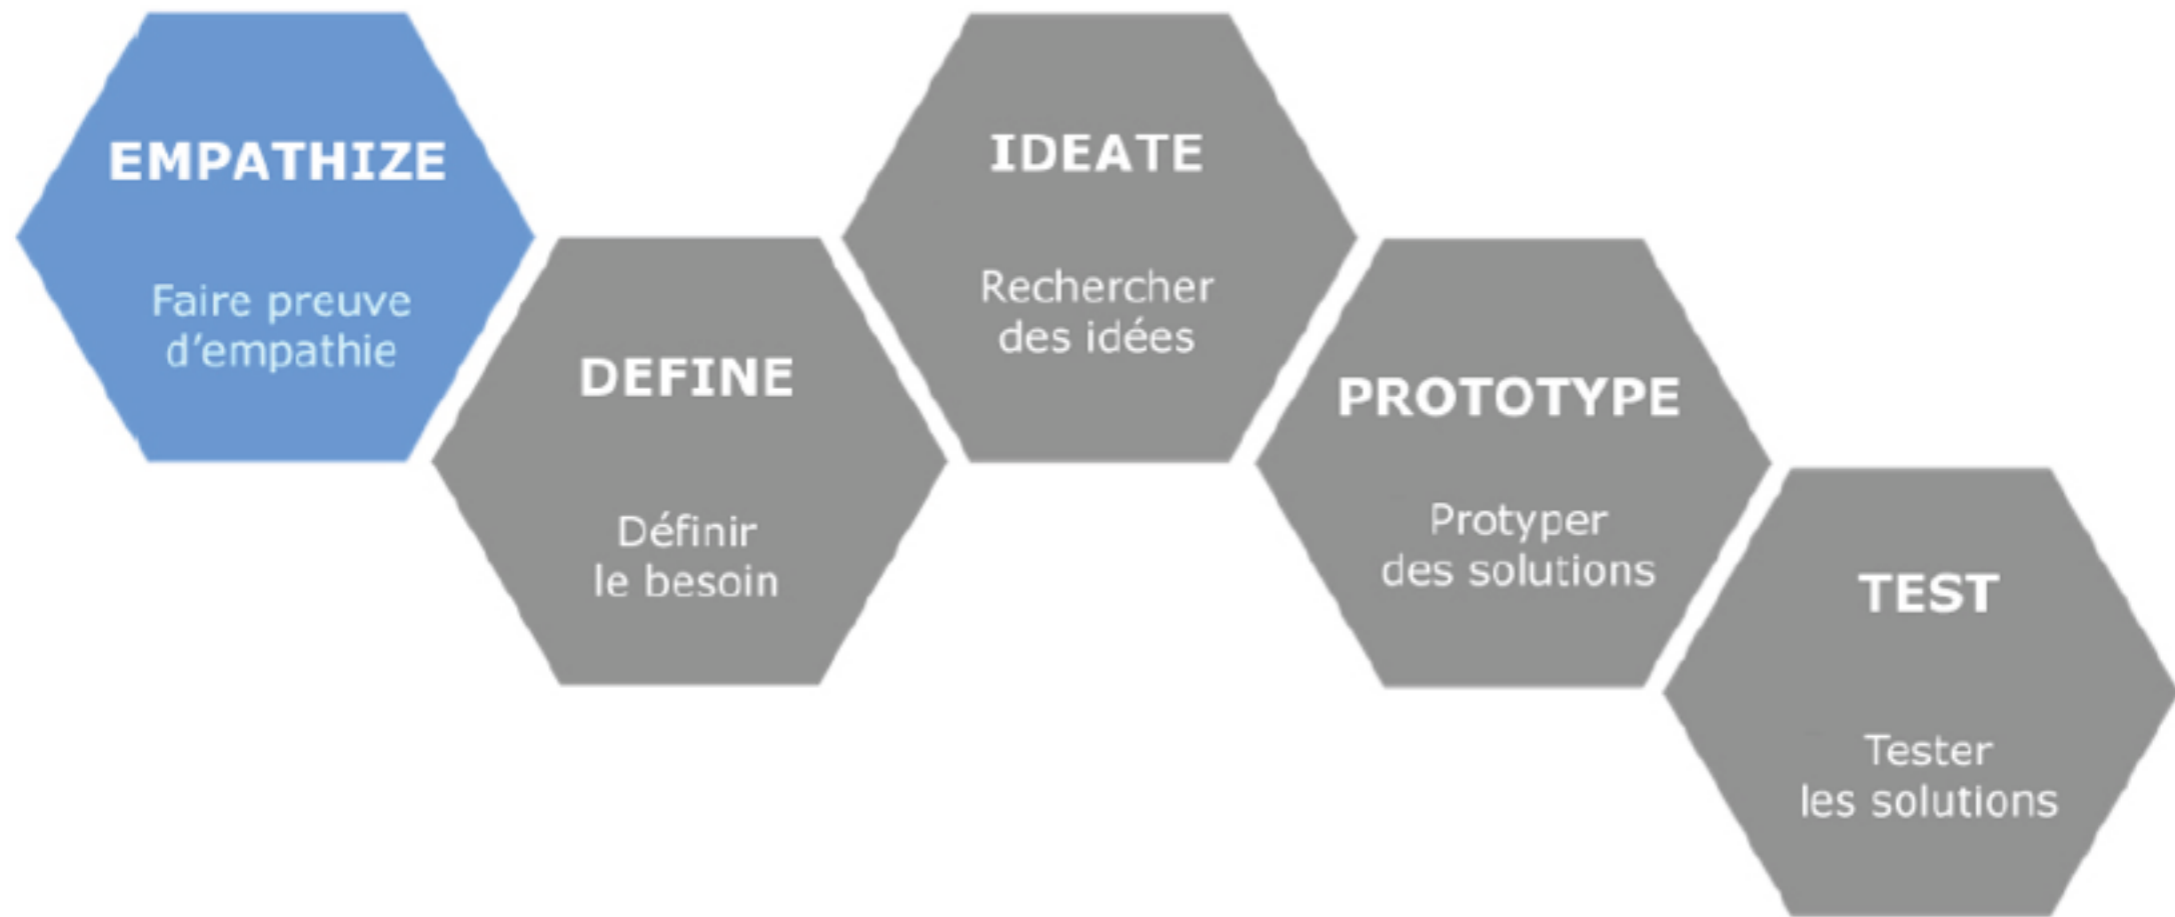 EMPATHIZE
Faire preuve
d’empathie
DEFINE
Définir
le besoin
IDEATE
Rechercher
des idées
PROTOTYPE
Protyper
des solutions
TEST
Tester
les solutions